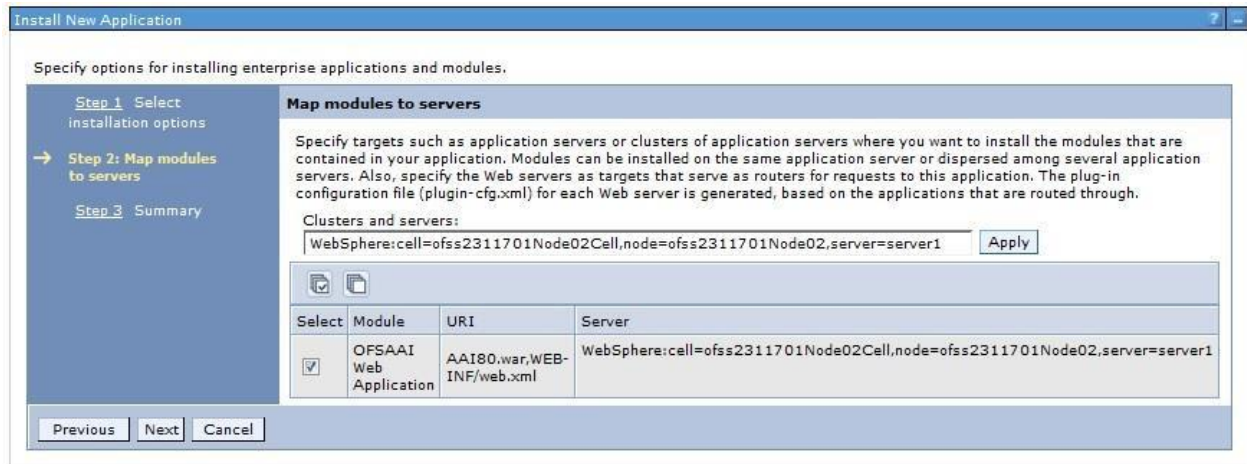 Install New Application
?
Specify options for installing enterprise applications and modules.
Step 1 Select
installation options
Step 2: Map modules
to servers
Step 3 Summary
Map modules to servers
Specify targets such as application servers or clusters of application servers where you want to install the modules that are
contained in your application. Modules can be installed on the same application server or dispersed among several application
servers. Also, specify the Web servers as targets that serve as routers for requests to this application. The plug-in
configuration file (plugin-cfg.xml) for each Web server is generated, based on the applications that are routed through.
Clusters and servers:
WebSphere:cell=ofss2311701Node02Cell,node=ofss2311701Node02,server=server1
Apply
Select Module URI Server
OFSAAI
Web
Application
AAI80.war,WEB-
INF/web.xml
WebSphere:cell=ofss2311701Node02Cell,node=ofss2311701Node02,server=server1
Previous Next Cancel